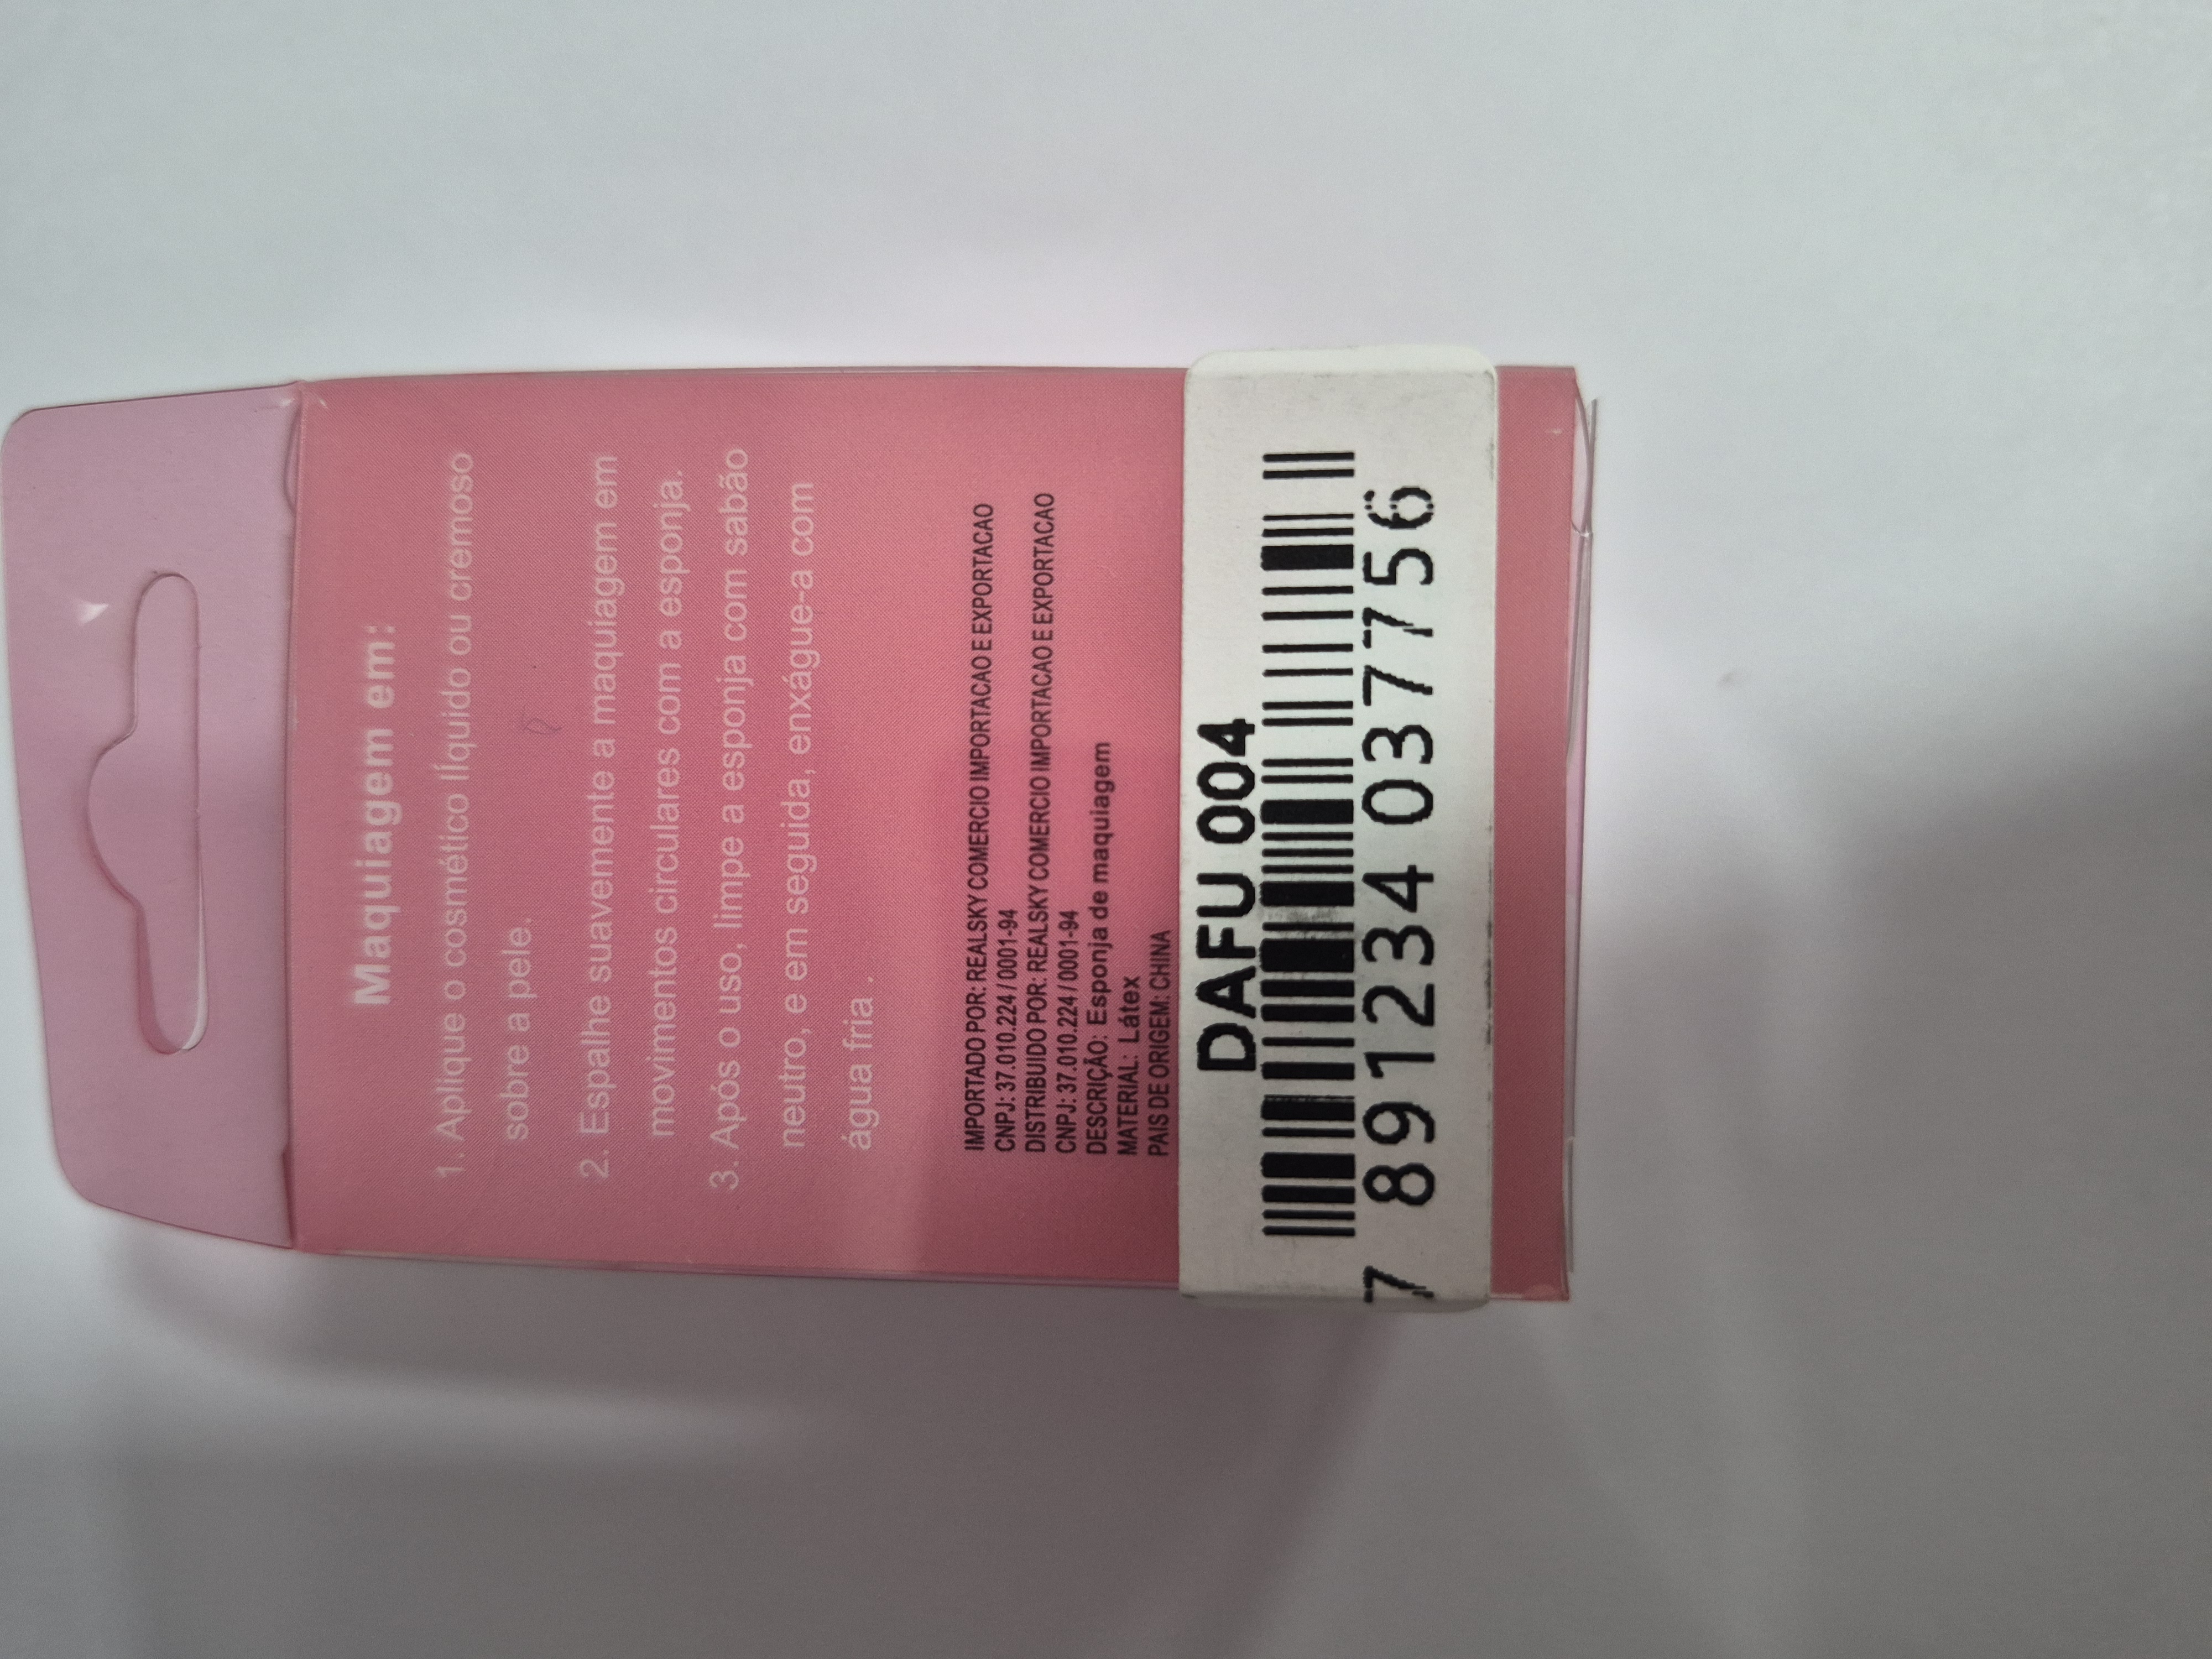 Maquiagem em:
1. Aplique o cosmético lÍquido ou cremoso
sobre a pele.
2. Espalhe suavemente a maquiagem em
movimentos circulares com a esponja.
3. Após o uso, limpe a esponja com sabão
neutro, e em seguida, enxágue-a com
água fria .
IMPORTADO POR: REALSKY COMERCIO IMPORTACAO E EXPORTACAO
CNPJ: 37.010.224 / 0001-94
DISTRIBUIDO POR: REALSKY COMERCIO IMPORTACAO E EXPORTACAO
CNPJ: 37.010.224 / 0001-94
DESCRIÇÃO: Esponja de maquiagem
MATERIAL: Látex
PAIS DE ORIGEM: CHINA
DAFU 004
7 891234 037756